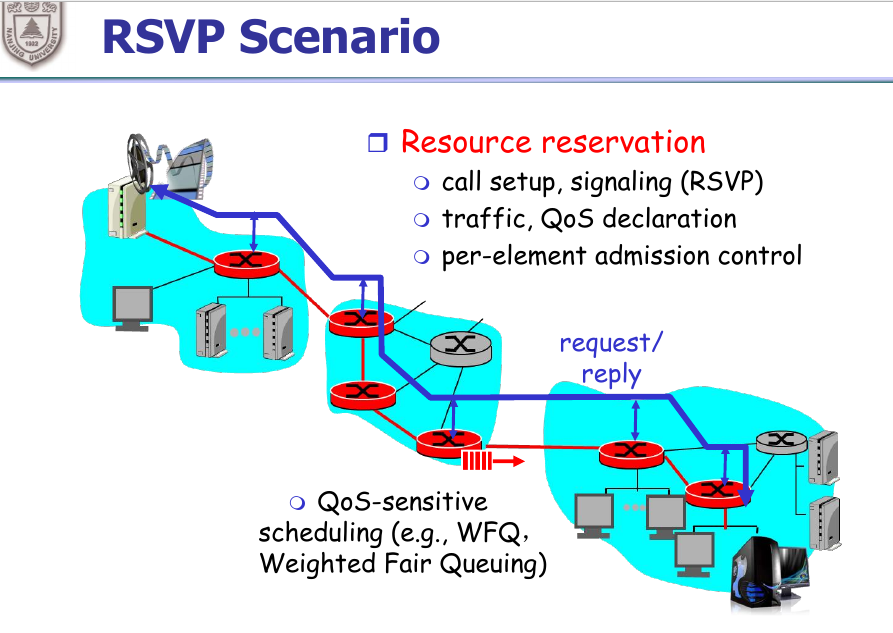 NANJING UNIVERSITY
1902
RSVP Scenario
Resource reservation
call setup, signaling (RSVP)
traffic, QoS declaration
per-element admission control
request/
reply
QoS-sensitive
scheduling (e.g., WFQ,
Weighted Fair Queuing)